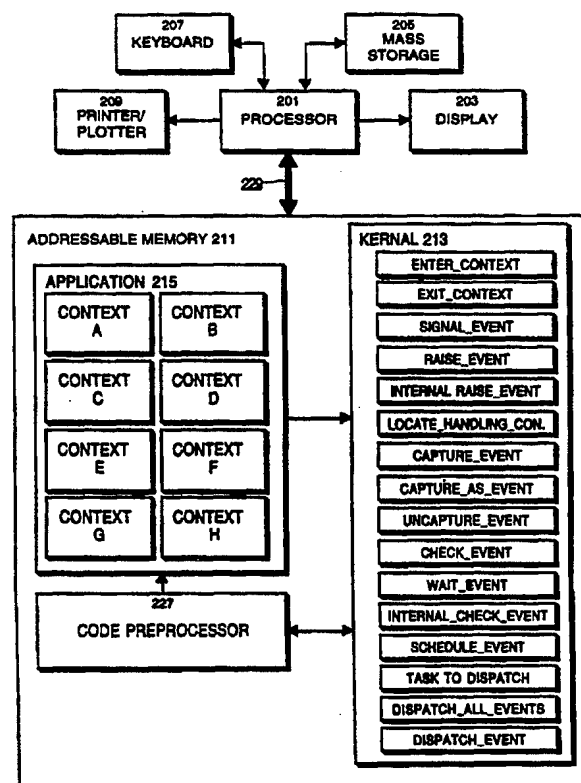 207
KEYBOARD
205
MASS
STORAGE
209
PRINTER/
PLOTTER
201
PROCESSOR
203
DISPLAY
229
ADDRESSABLE MEMORY 211
APPLICATION 215
CONTEXT
A
CONTEXT
B
CONTEXT
C
CONTEXT
D
CONTEXT
E
CONTEXT
F
CONTEXT
G
CONTEXT
H
227
CODE PREPROCESSOR
KERNAL 213
ENTER_CONTEXT
EXIT_CONTEXT
SIGNAL_EVENT
RAISE_EVENT
INTERNAL RAISE_EVENT
LOCATE_HANDLING_CON.
CAPTURE_EVENT
CAPTURE_AS_EVENT
UNCAPTURE_EVENT
CHECK_EVENT
WAIT_EVENT
INTERNAL_CHECK_EVENT
SCHEDULE_EVENT
TASK TO DISPATCH
DISPATCH_ALL_EVENTS
DISPATCH_EVENT